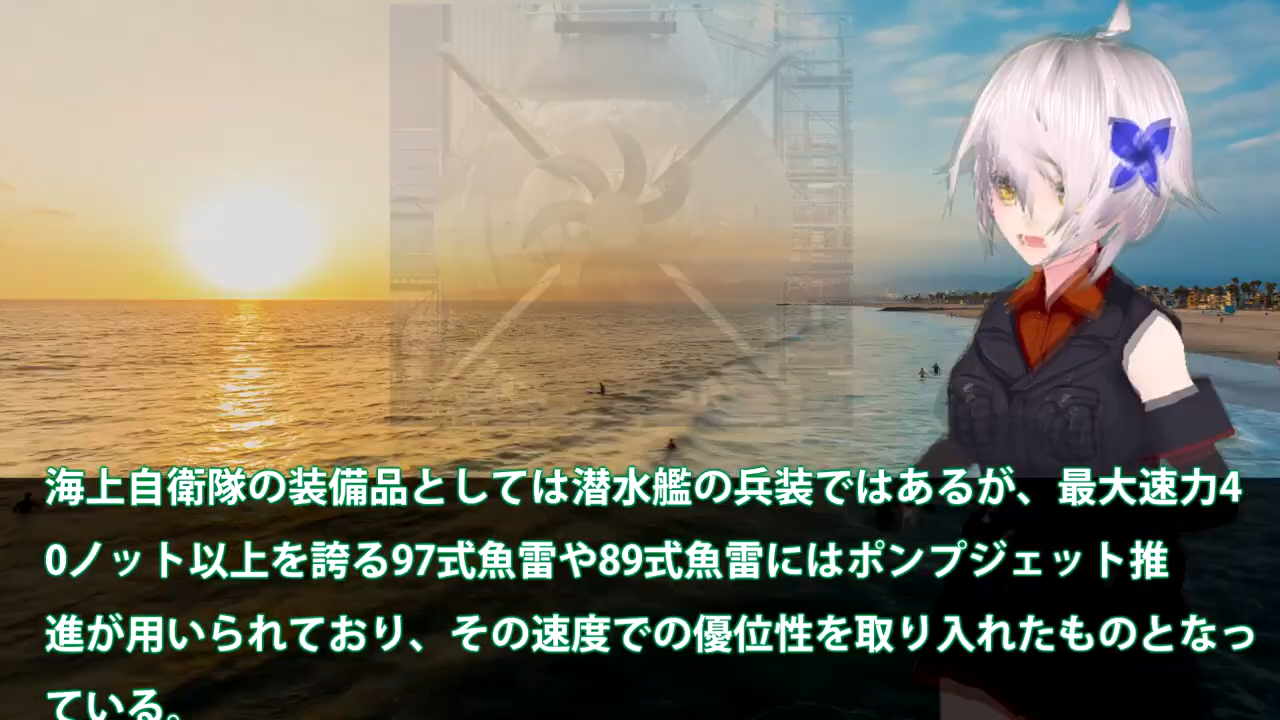 海上自衛隊の装備品としては潜水艦の兵装ではあるが、最大速力4
0ノット以上を誇る97式魚雷や89式魚雷にはポンプジェット推
進が用いられており、その速度での優位性を取り入れたものとなっ
ている。